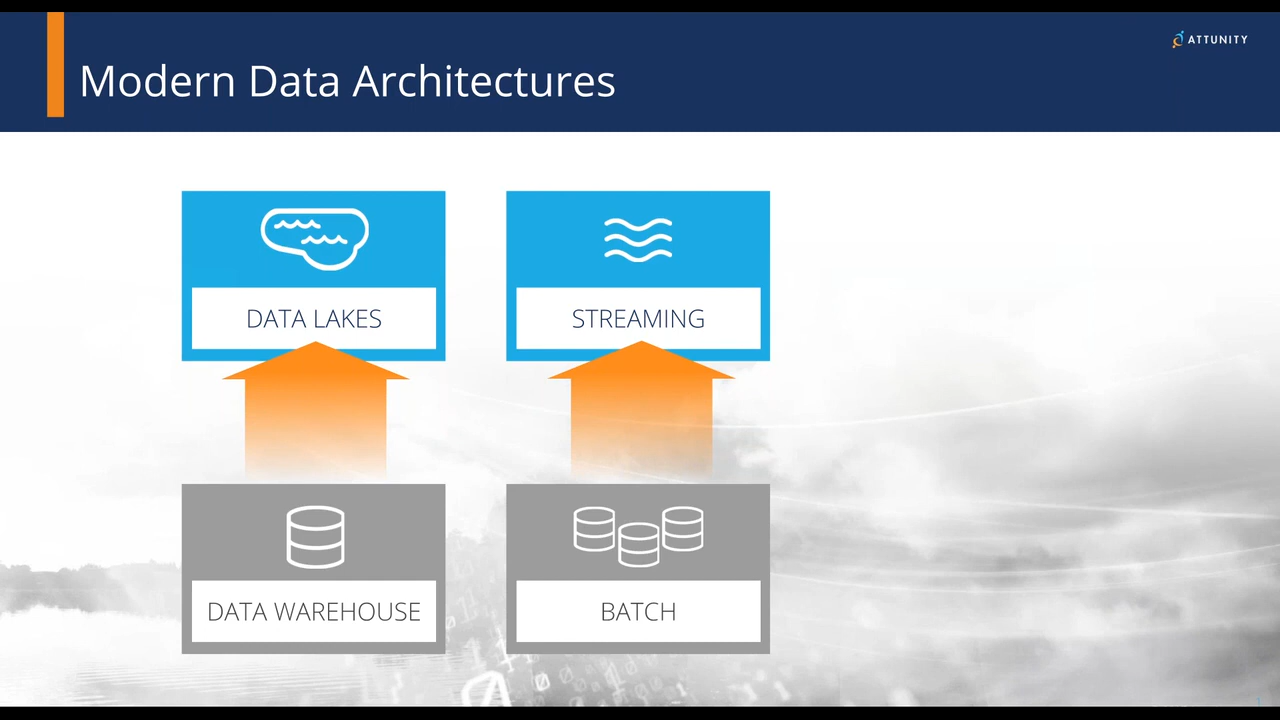 ATTUNITY
Modern Data Architectures
DATA LAKES
STREAMING
DATA WAREHOUSE
BATCH